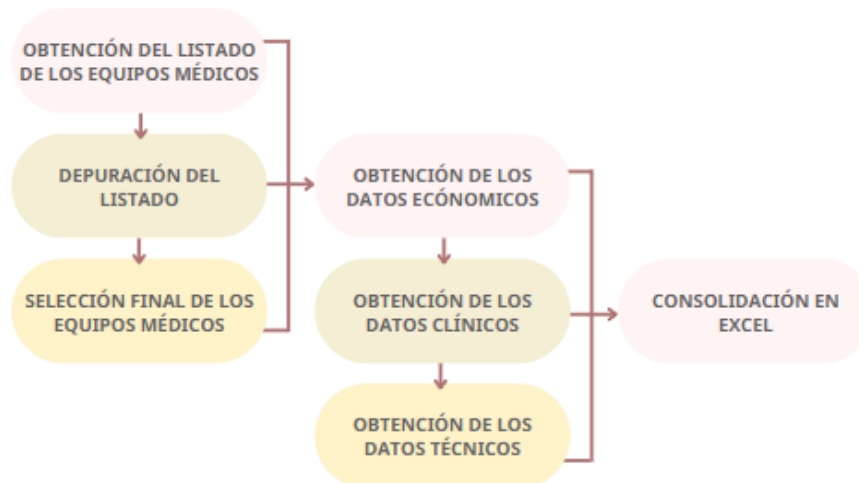 OBTENCIÓN DEL LISTADO
DE LOS EQUIPOS MÉDICOS
DEPURACIÓN DEL
LISTADO
SELECCIÓN FINAL DE LOS
EQUIPOS MÉDICOS
OBTENCIÓN DE LOS
DATOS ECÓNOMICOS
OBTENCIÓN DE LOS
DATOS CLÍNICOS
OBTENCIÓN DE LOS
DATOS TÉCNICOS
CONSOLIDACIÓN EN
EXCEL